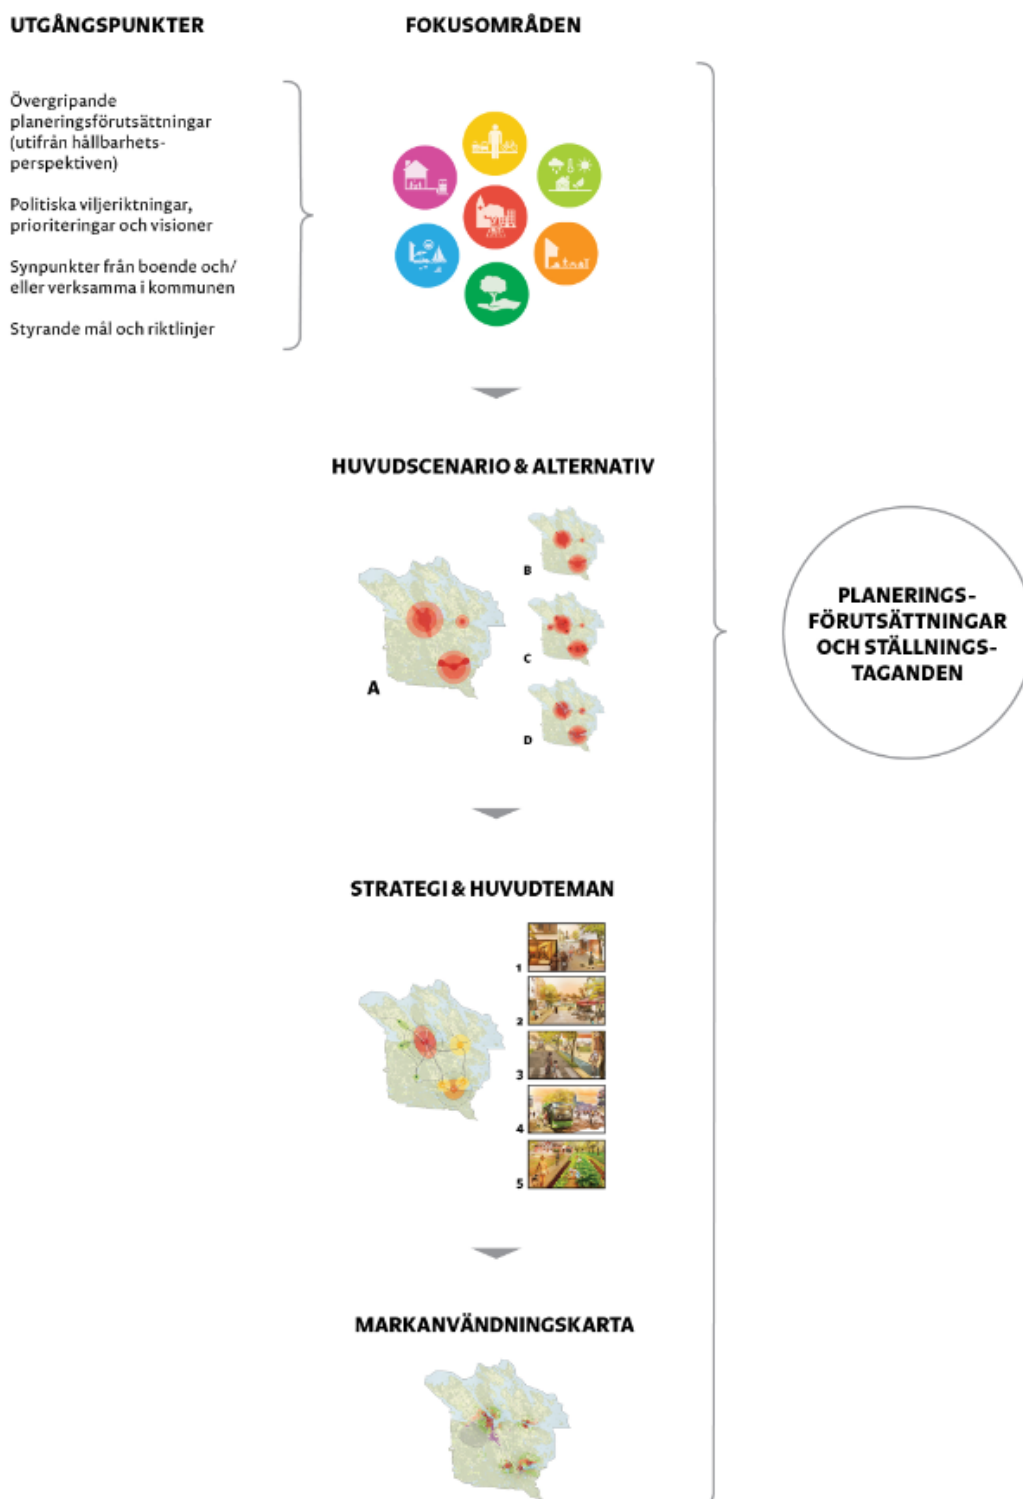 UTGÅNGSPUNKTER
FOKUSOMRÅDEN
Övergripande
planeringsförutsättningar
(utifrån hållbarhets-
perspektiven)
Politiska viljeriktningar,
prioriteringar och visioner
Synpunkter från boende och/
eller verksamma i kommunen
Styrande mål och riktlinjer
HUVUDSCENARIO & ALTERNATIV
A
B
C
D
PLANERINGS-
FÖRUTSÄTTNINGAR
OCH STÄLLNINGS-
TAGANDEN
STRATEGI & HUVUDTEMAN
1
2
3
4
5
MARKANVÄNDNINGSKARTA